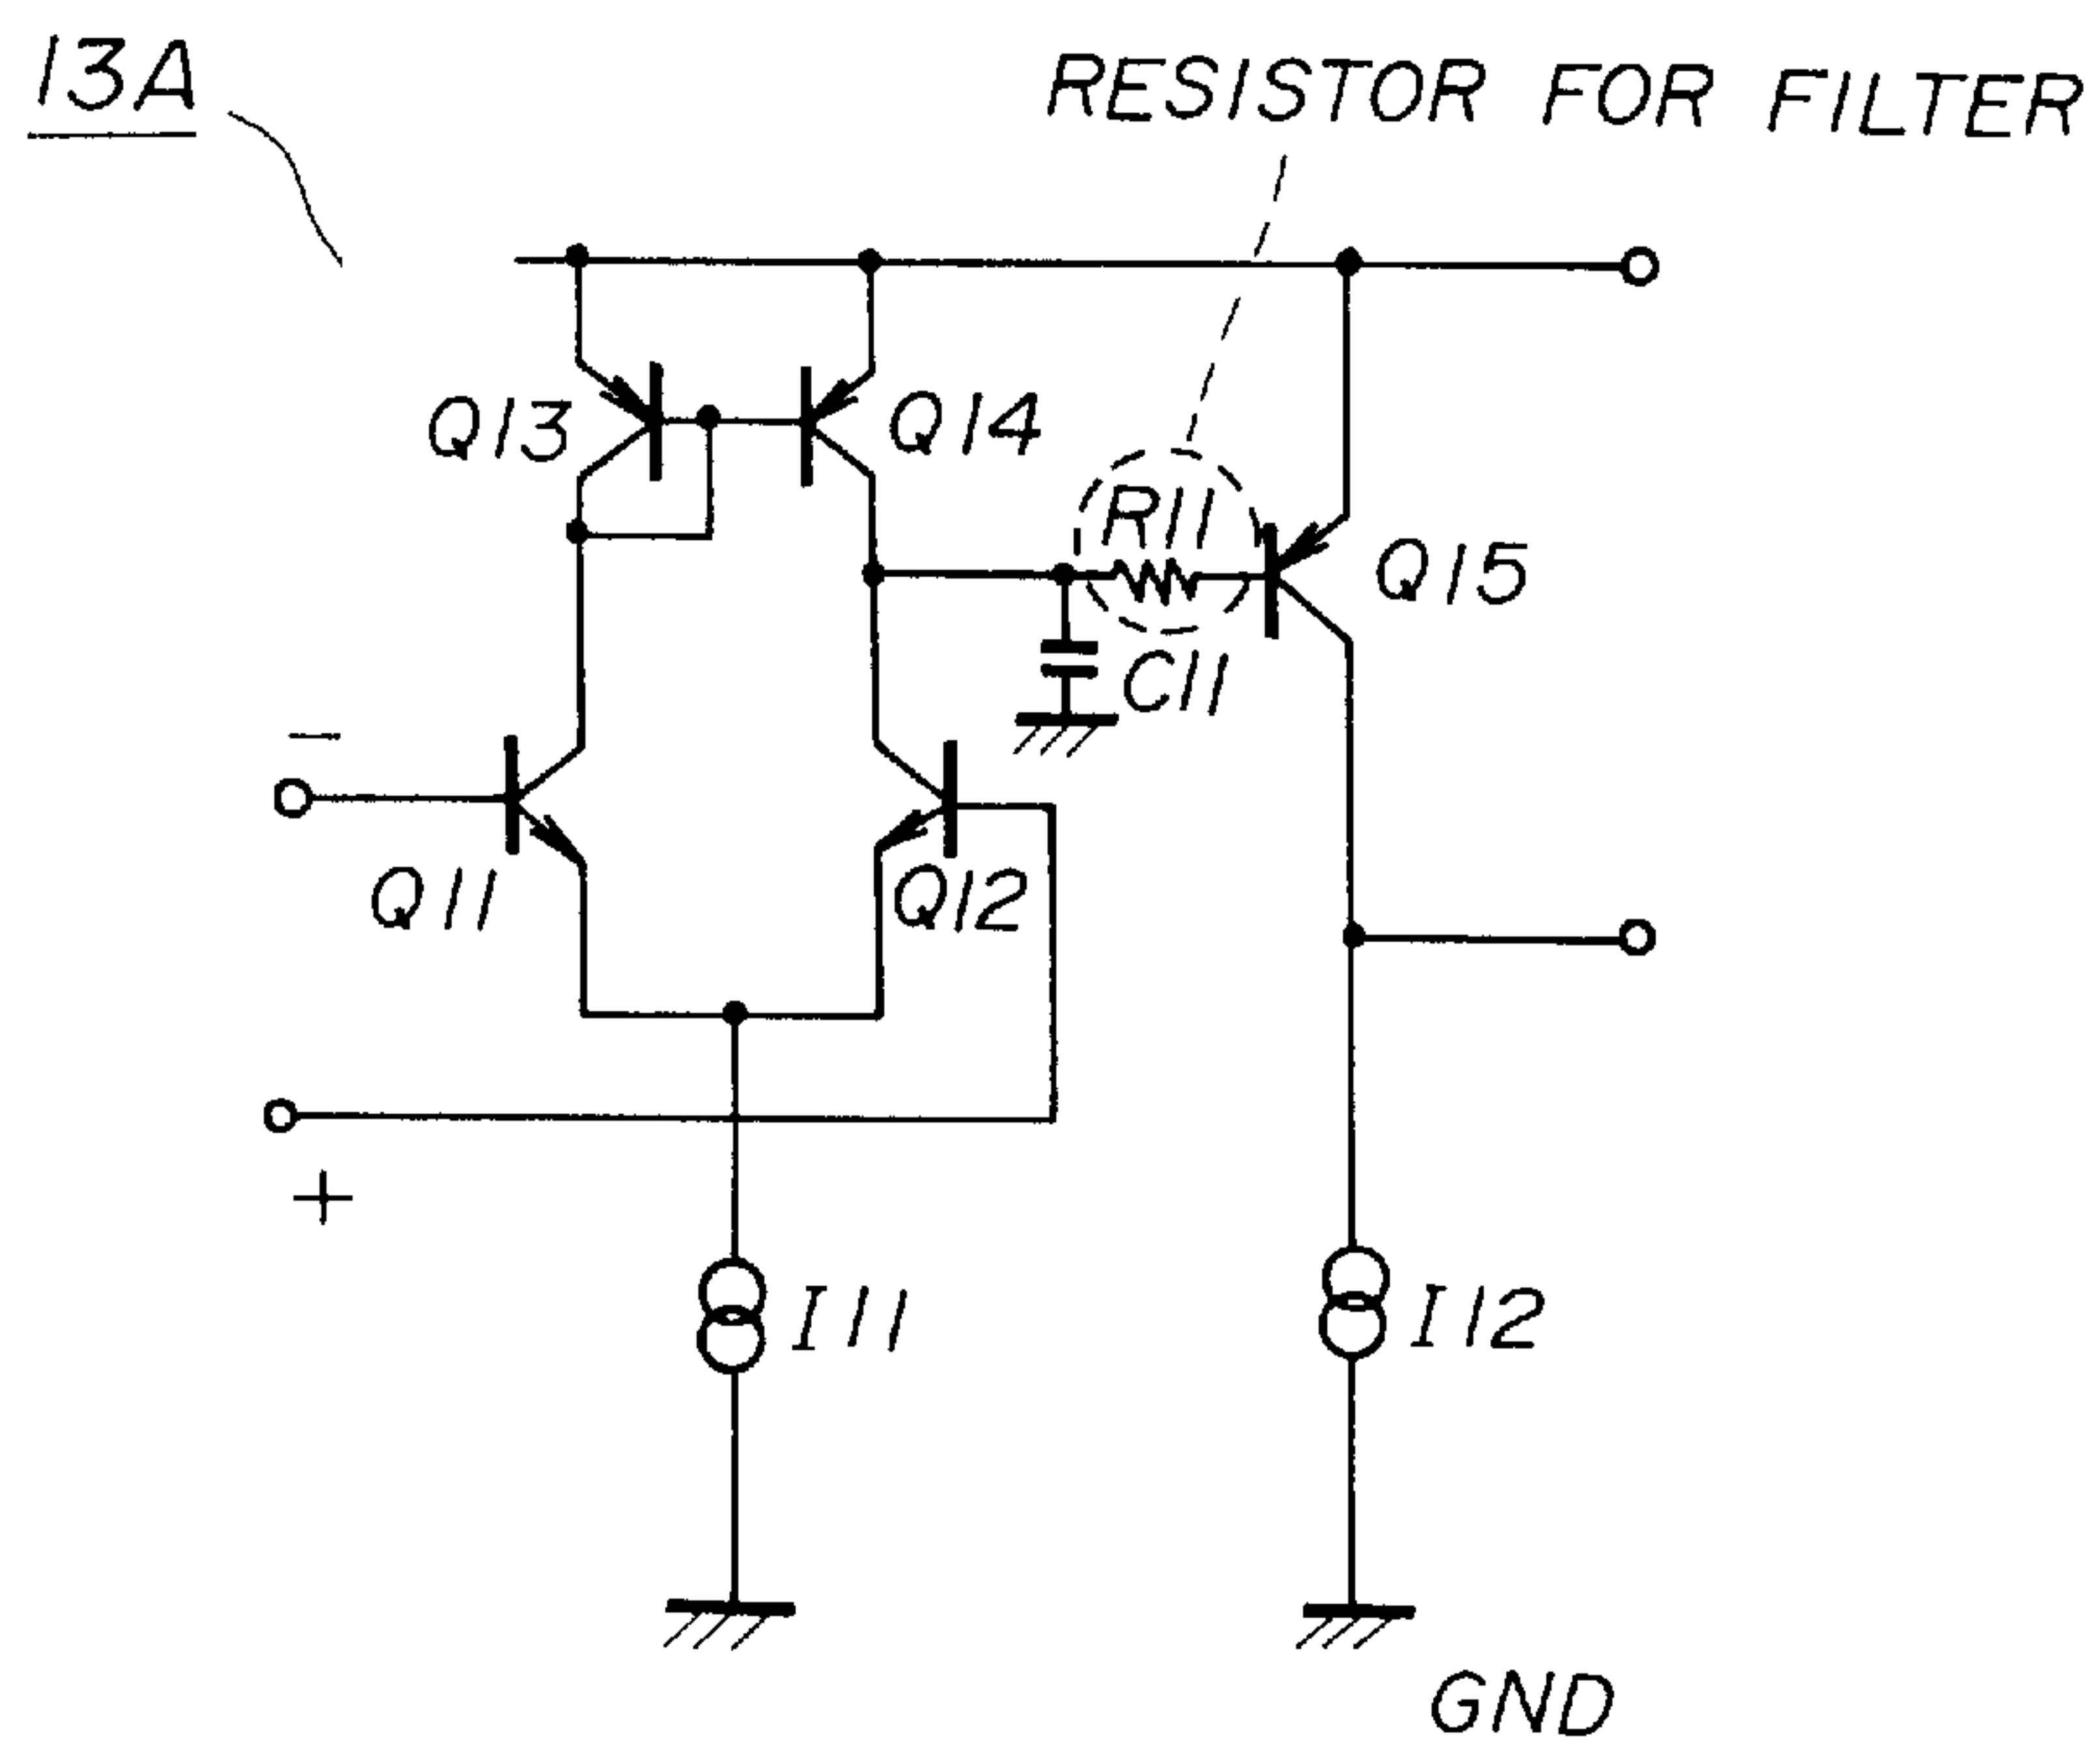 13A
RESISTOR FOR FILTER
Q13
Q14
R11
Q15
C11
−
Q11
Q12
+
I11
I12
GND